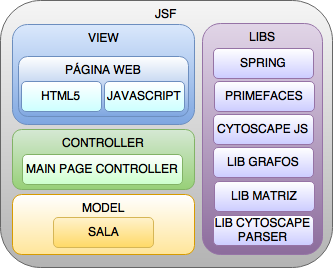 JSF
VIEW
PÁGINA WEB
HTML5
JAVASCRIPT
CONTROLLER
MAIN PAGE CONTROLLER
MODEL
SALA
LIBS
SPRING
PRIMEFACES
CYTOSCAPE JS
LIB GRAFOS
LIB MATRIZ
LIB CYTOSCAPE
PARSER